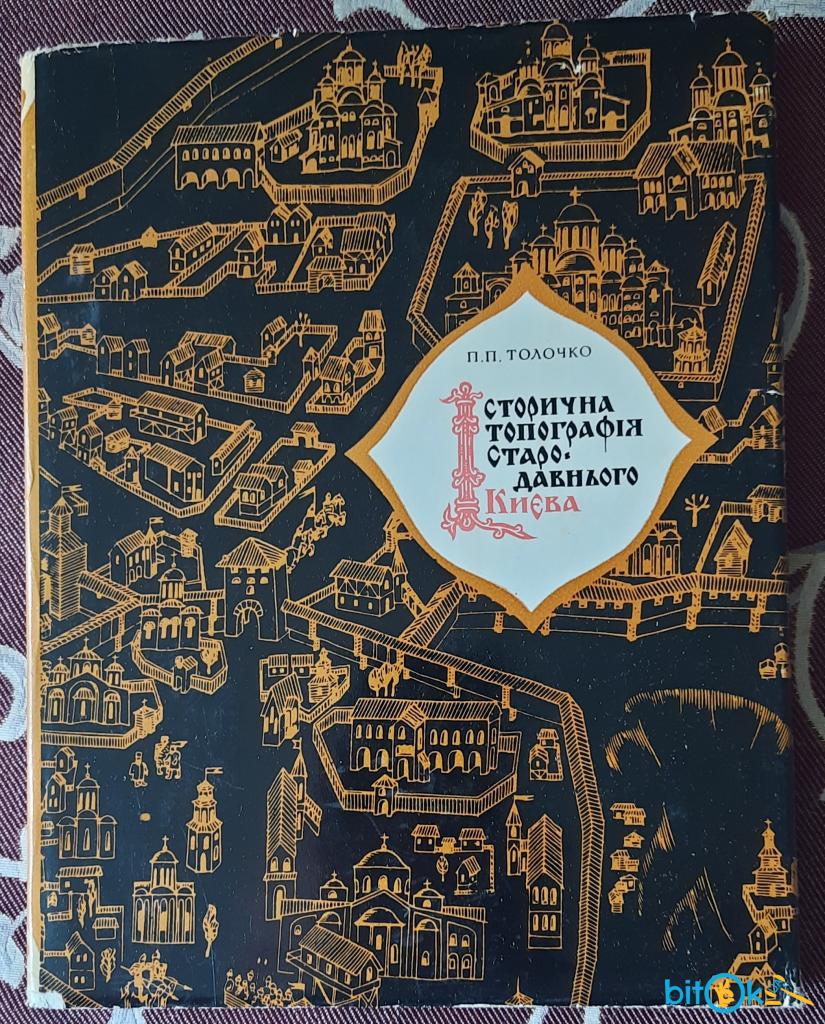 П.П. ТОЛОЧКО
Історична
топографія
Старо-
давнього
Києва
bitOk